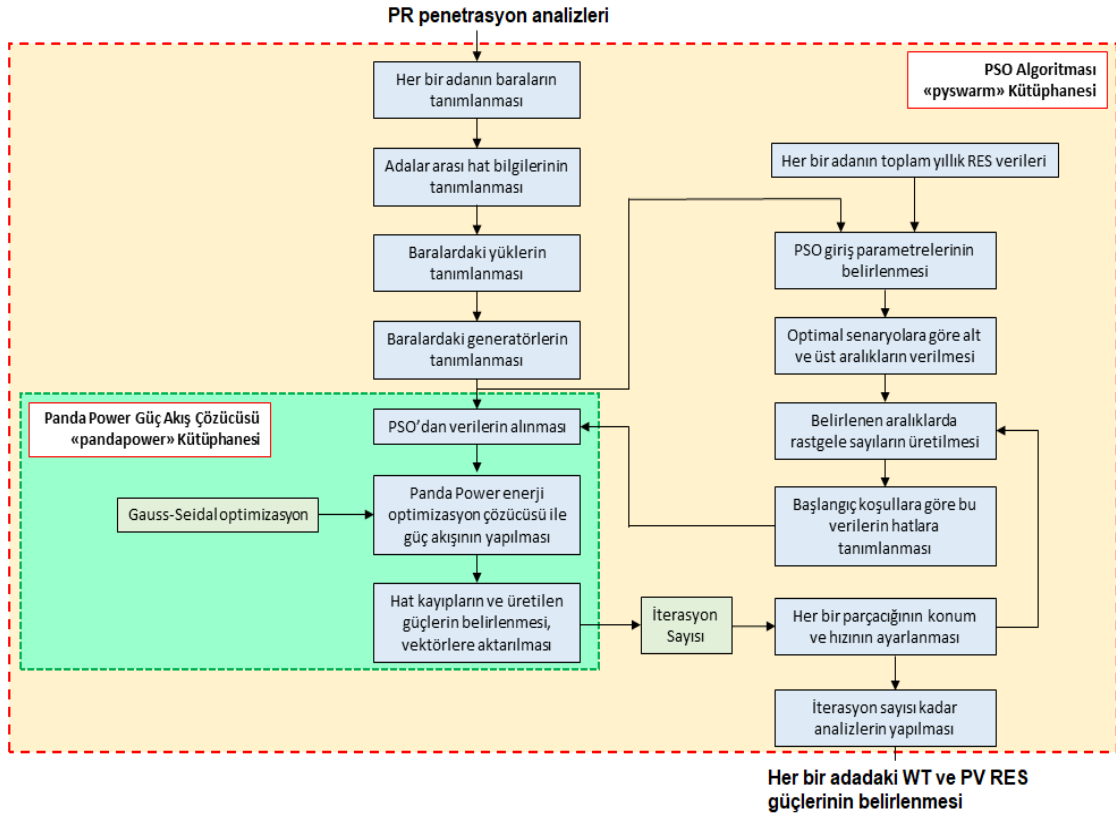 PR penetrasyon analizleri
PSO Algoritması
«pyswarm» Kütüphanesi
Her bir adanın baraların
tanımlanması
Adalar arası hat bilgilerinin
tanımlanması
Baralardaki yüklerin
tanımlanması
Baralardaki generatörlerin
tanımlanması
Her bir adanın toplam yıllık RES verileri
PSO giriş parametrelerinin
belirlenmesi
Optimal senaryolara göre alt
ve üst aralıkların verilmesi
Belirlenen aralıklarda
rastgele sayıların üretilmesi
Başlangıç koşullara göre bu
verilerin hatlara
tanımlanması
Panda Power Güç Akış Çözücüsü
«pandapower» Kütüphanesi
PSO'dan verilerin alınması
Gauss-Seidal optimizasyon
Panda Power enerji
optimizasyon çözücüsü ile
güç akışının yapılması
Hat kayıpların ve üretilen
güçlerin belirlenmesi,
vektörlere aktarılması
İterasyon
Sayısı
Her bir parçacığının konum
ve hızının ayarlanması
İterasyon sayısı kadar
analizlerin yapılması
Her bir adadaki WT ve PV RES
güçlerinin belirlenmesi